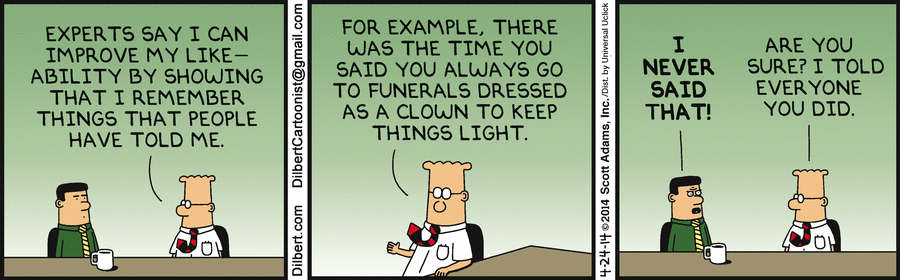 EXPERTS SAY I CAN
IMPROVE MY LIKE-
ABILITY BY SHOWING
THAT I REMEMBER
THINGS THAT PEOPLE
HAVE TOLD ME.
Dilbert.com DilbertCartoonist@gmail.com
FOR EXAMPLE, THERE
WAS THE TIME YOU
SAID YOU ALWAYS GO
TO FUNERALS DRESSED
AS A CLOWN TO KEEP
THINGS LIGHT.
4-24-14 ©2014 Scott Adams, Inc. /Dist. by Universal Uclick
I
NEVER
SAID
THAT!
ARE YOU
SURE? I TOLD
EVERYONE
YOU DID.